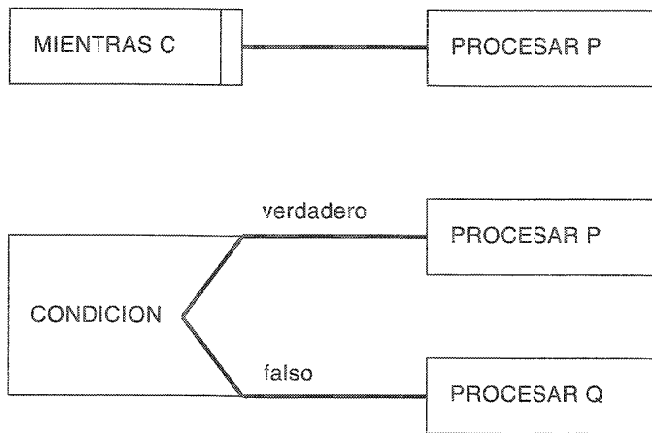 MIENTRAS C
PROCESAR P
verdadero
PROCESAR P
CONDICION
falso
PROCESAR Q